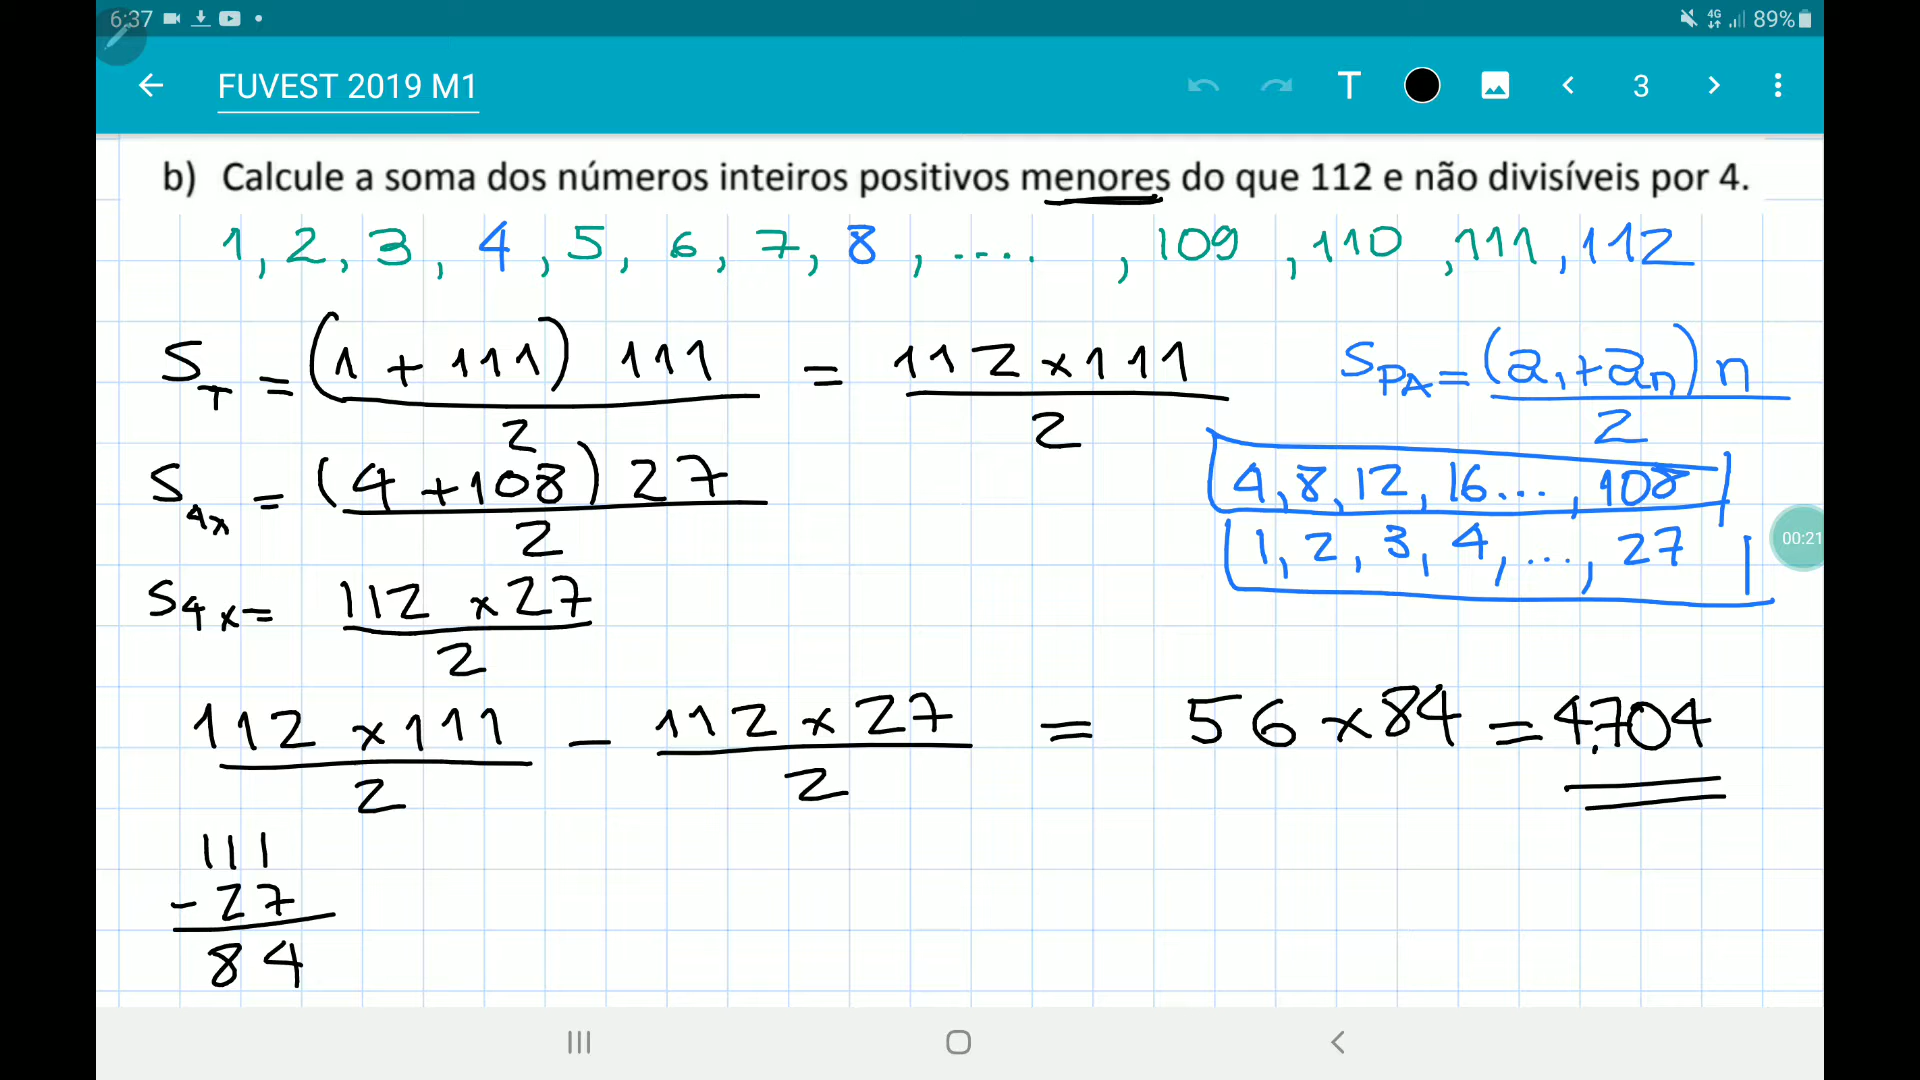 6:37 4G 89%
FUVEST 2019 M1 T 3
b) Calcule a soma dos números inteiros positivos menores do que 112 e não divisíveis por 4.
1, 2, 3, 4, 5, 6, 7, 8, .... , 109, 110, 111, 112
S_T = (1 + 111) 111 / 2 = 112 x 111 / 2
S_PA = (a_1 + a_n) n / 2
S_4x = (4 + 108) 27 / 2
4, 8, 12, 16..., 108
1, 2, 3, 4, ..., 27
00:21
S_4x = 112 x 27 / 2
112 x 111 / 2 - 112 x 27 / 2 = 56 x 84 = 4.704
111
- 27
84